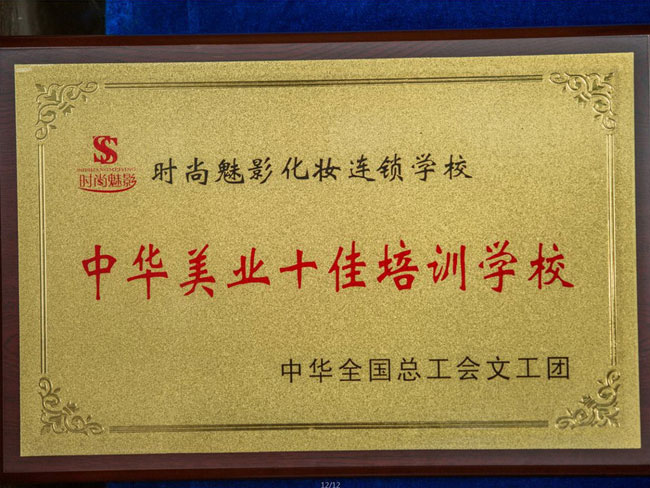 SS
时尚魅影
时尚魅影化妆连锁学校
中华美业十佳培训学校
中华全国总工会文工团
12/12